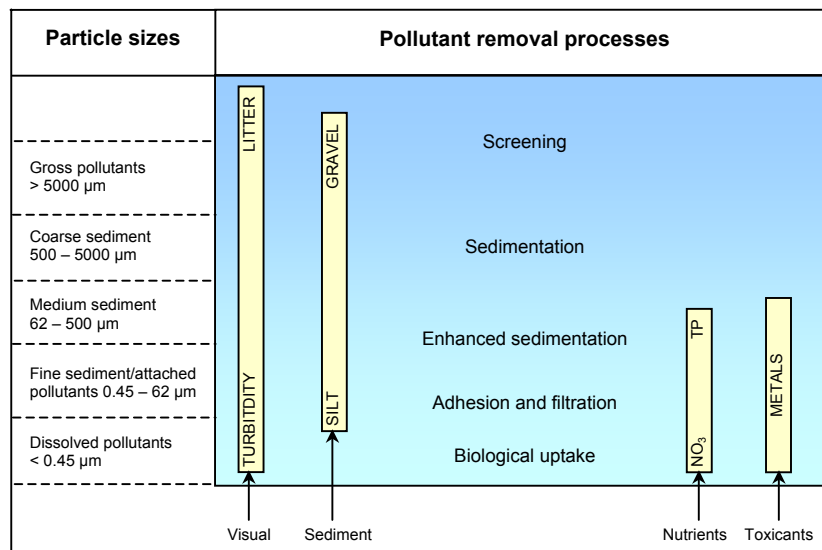 Particle sizes
Pollutant removal processes
LITTER
GRAVEL
Screening
Gross pollutants
> 5000 µm
Coarse sediment
500 – 5000 µm
Sedimentation
Medium sediment
62 – 500 µm
Enhanced sedimentation
TP
METALS
Fine sediment/attached
pollutants 0.45 – 62 µm
Adhesion and filtration
TURBITDITY
SILT
Dissolved pollutants
< 0.45 µm
Biological uptake
NO₃
Visual
Sediment
Nutrients
Toxicants